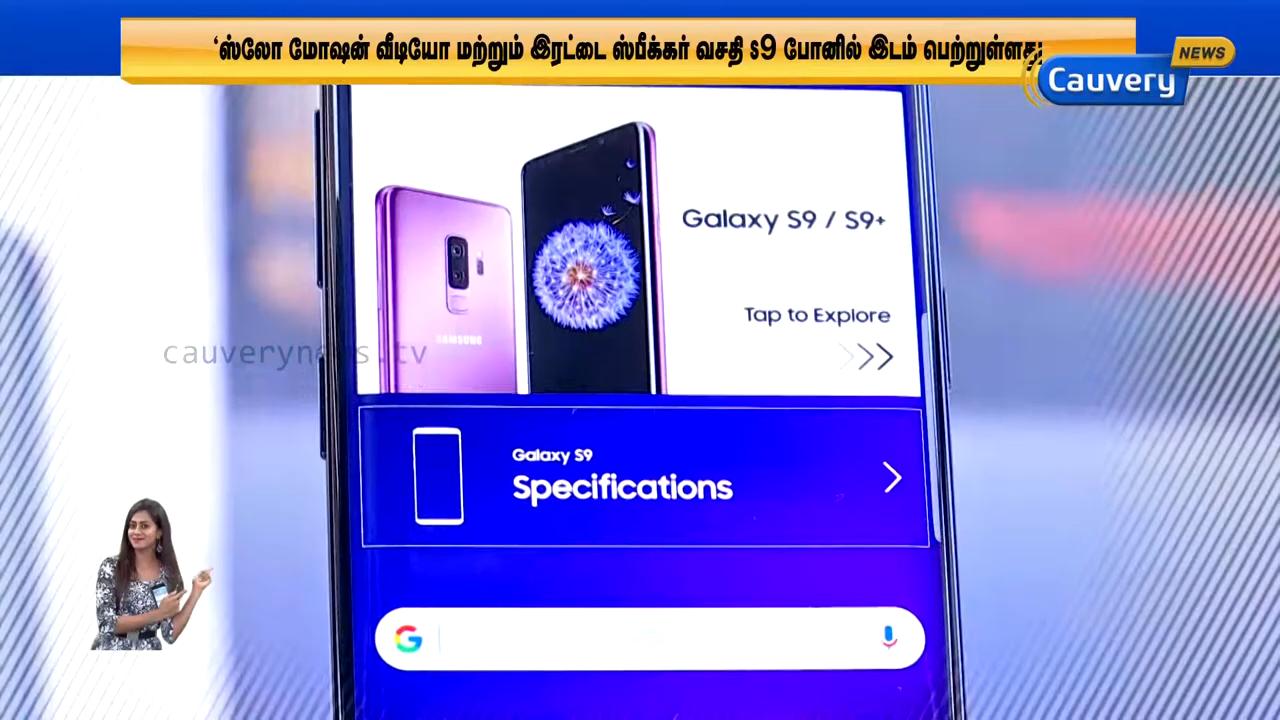 ‘ஸ்லோ மோஷன் வீடியோ மற்றும் இரட்டை ஸ்பீக்கர் வசதி s9 போனில் இடம் பெற்றுள்ளது’
NEWS
Cauvery
Galaxy S9 / S9+
Tap to Explore
SAMSUNG
cauverynews.tv
Galaxy S9
Specifications
G